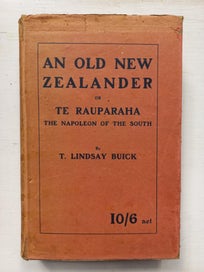 AN OLD NEW
ZEALANDER
OR
TE RAUPARAHA
THE NAPOLEON OF THE SOUTH
By
T. LINDSAY BUICK
10/6 net